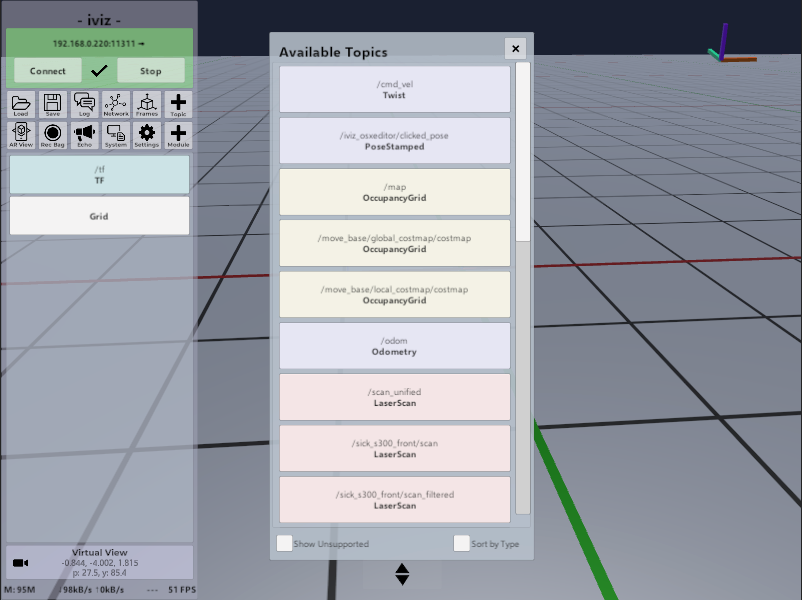 - iviz -
192.168.0.220:11311 →
Connect
Stop
Load
Save
Log
Network
Frames
Topic
AR View
Rec Bag
Echo
System
Settings
Module
/tf
TF
Grid
Virtual View
-0.844, -4.002, 1.815
p: 27.5, y: 85.4
M: 95M ↓98kB/s ↑0kB/s --- 51 FPS
Available Topics
/cmd_vel
Twist
/iviz_osxeditor/clicked_pose
PoseStamped
/map
OccupancyGrid
/move_base/global_costmap/costmap
OccupancyGrid
/move_base/local_costmap/costmap
OccupancyGrid
/odom
Odometry
/scan_unified
LaserScan
/sick_s300_front/scan
LaserScan
/sick_s300_front/scan_filtered
LaserScan
Show Unsupported
Sort by Type